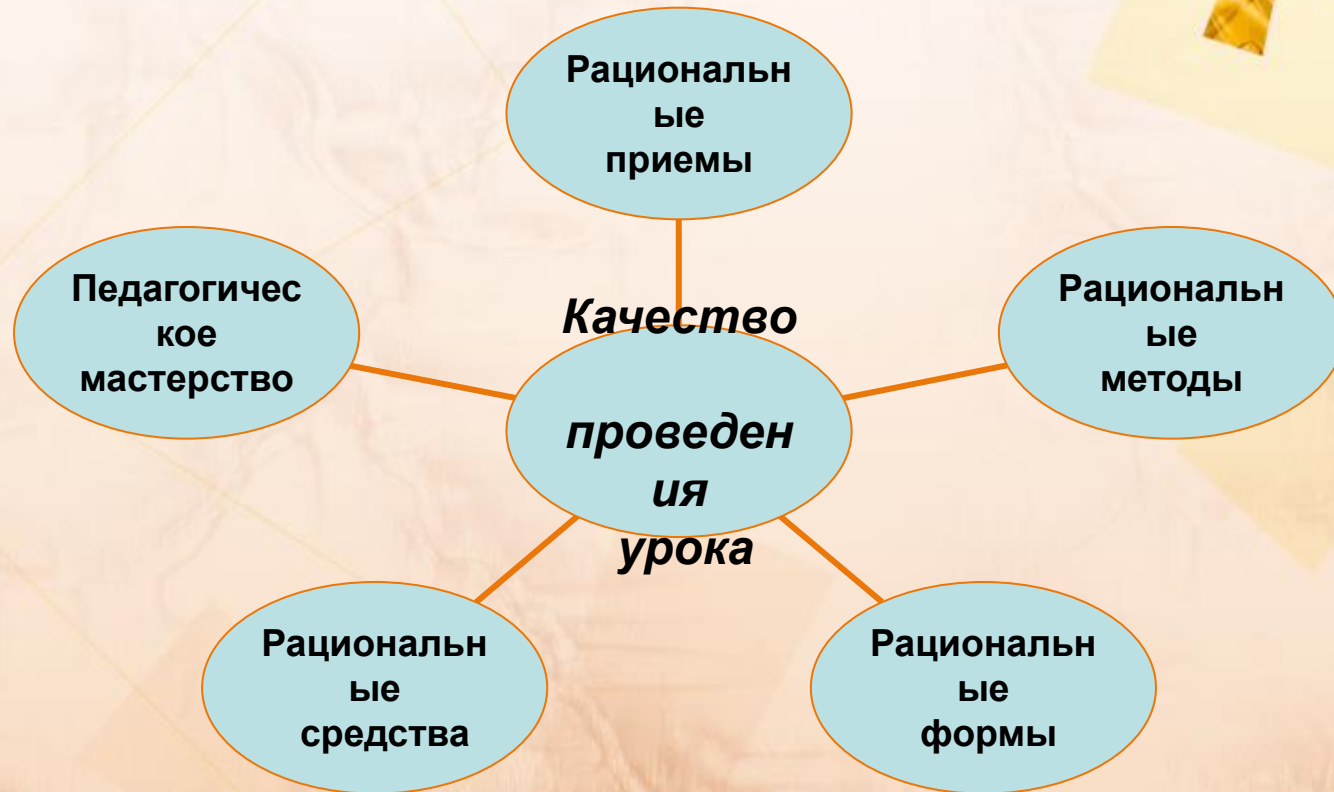 Рациональн
ые
приемы
Педагогичес
кое
мастерство
Рациональн
ые
методы
Качество
проведен
ия
урока
Рациональн
ые
средства
Рациональн
ые
формы